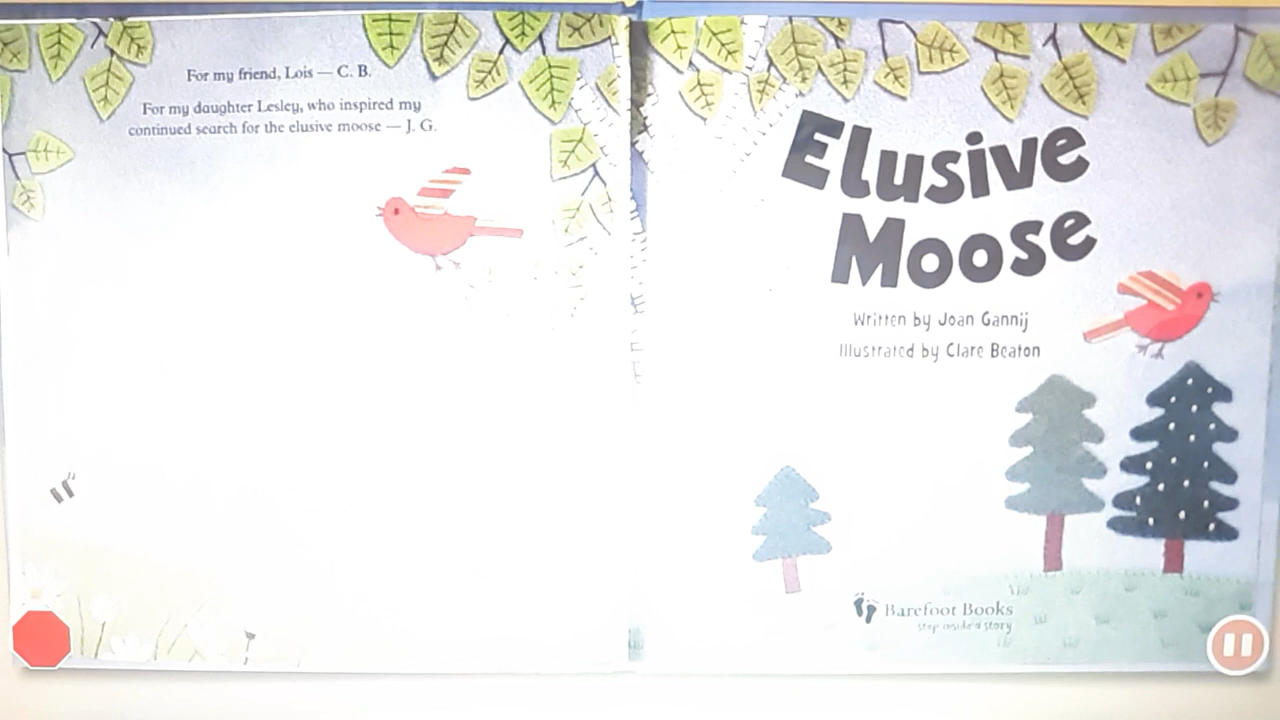 For my friend, Lois — C. B.
For my daughter Lesley, who inspired my
continued search for the elusive moose — J. G.
Elusive
Moose
Written by Joan Gannij
Illustrated by Clare Beaton
Barefoot Books
step inside a story